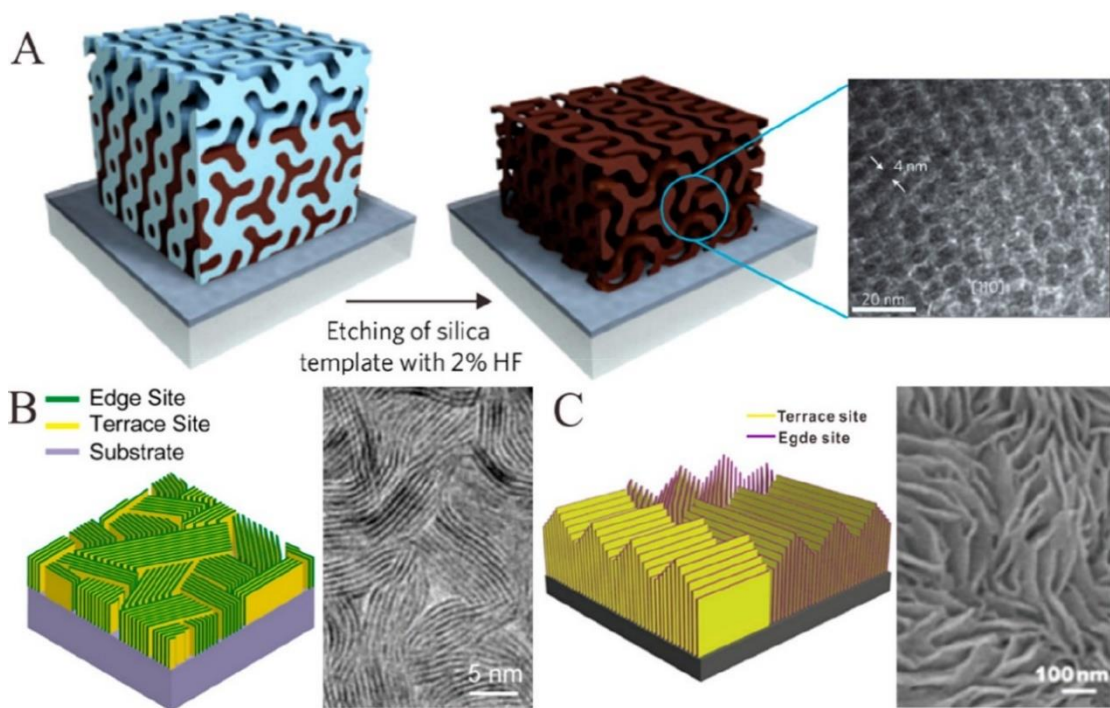 A
4 nm
[110]
20 nm
Etching of silica
template with 2% HF
B
Edge Site
Terrace Site
Substrate
5 nm
C
Terrace site
Egde site
100 nm